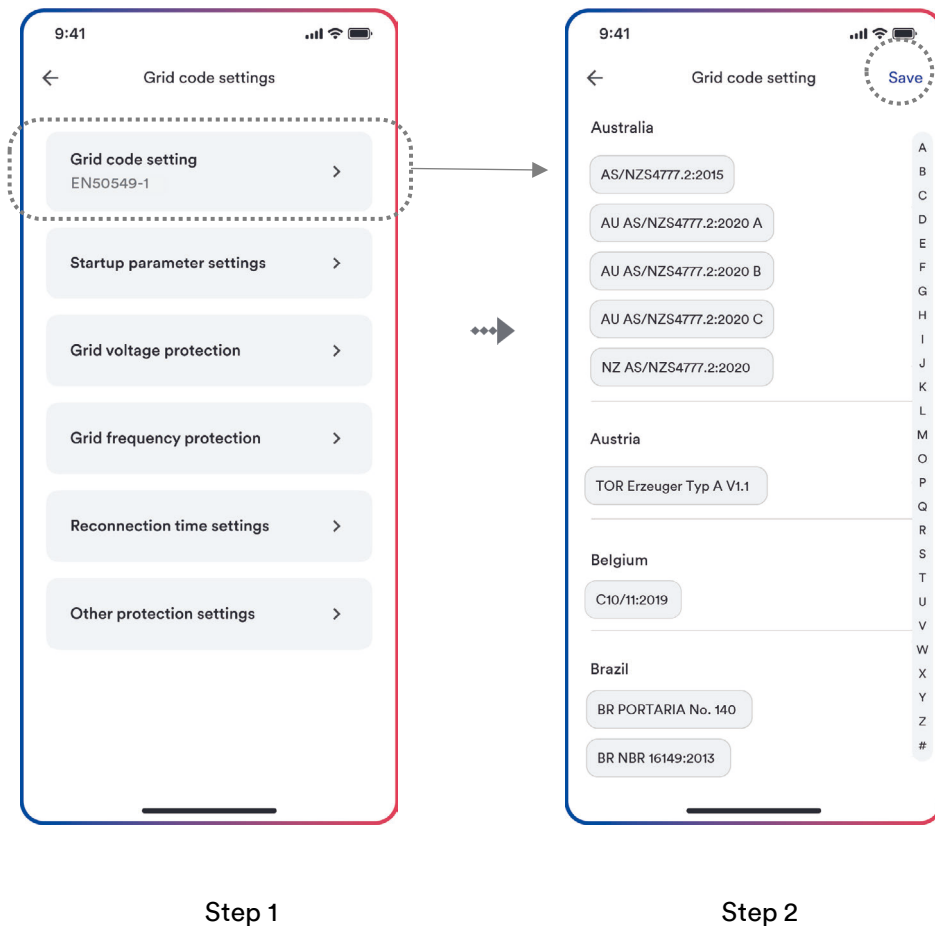 9:41
Grid code settings
Grid code setting
EN50549-1
Startup parameter settings
Grid voltage protection
Grid frequency protection
Reconnection time settings
Other protection settings
Step 1
9:41
Grid code setting
Save
Australia
AS/NZS4777.2:2015
AU AS/NZS4777.2:2020 A
AU AS/NZS4777.2:2020 B
AU AS/NZS4777.2:2020 C
NZ AS/NZS4777.2:2020
Austria
TOR Erzeuger Typ A V1.1
Belgium
C10/11:2019
Brazil
BR PORTARIA No. 140
BR NBR 16149:2013
A
B
C
D
E
F
G
H
I
J
K
L
M
O
P
Q
R
S
T
U
V
W
X
Y
Z
#
Step 2